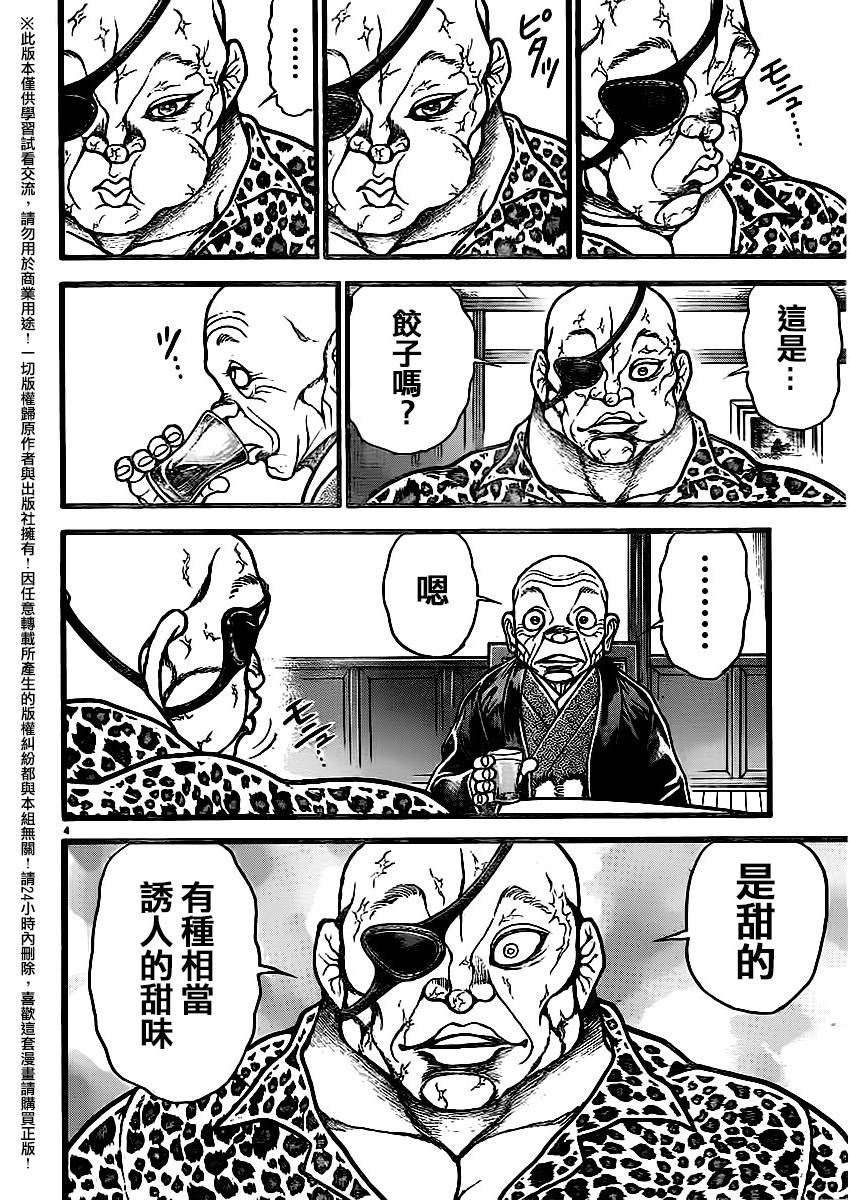 モニュ……
ピタッ
……
這是…
餃子嗎？
グッ
………
嗯
モニュ…
4
是甜的
有種相當
誘人的甜味
※此版本僅供學習試看交流，請勿用於商業用途！一切版權歸原作者與出版社擁有！因任意轉載所產生的版權糾紛都與本組無關！請24小時內刪除，喜歡這套漫畫請購買正版！